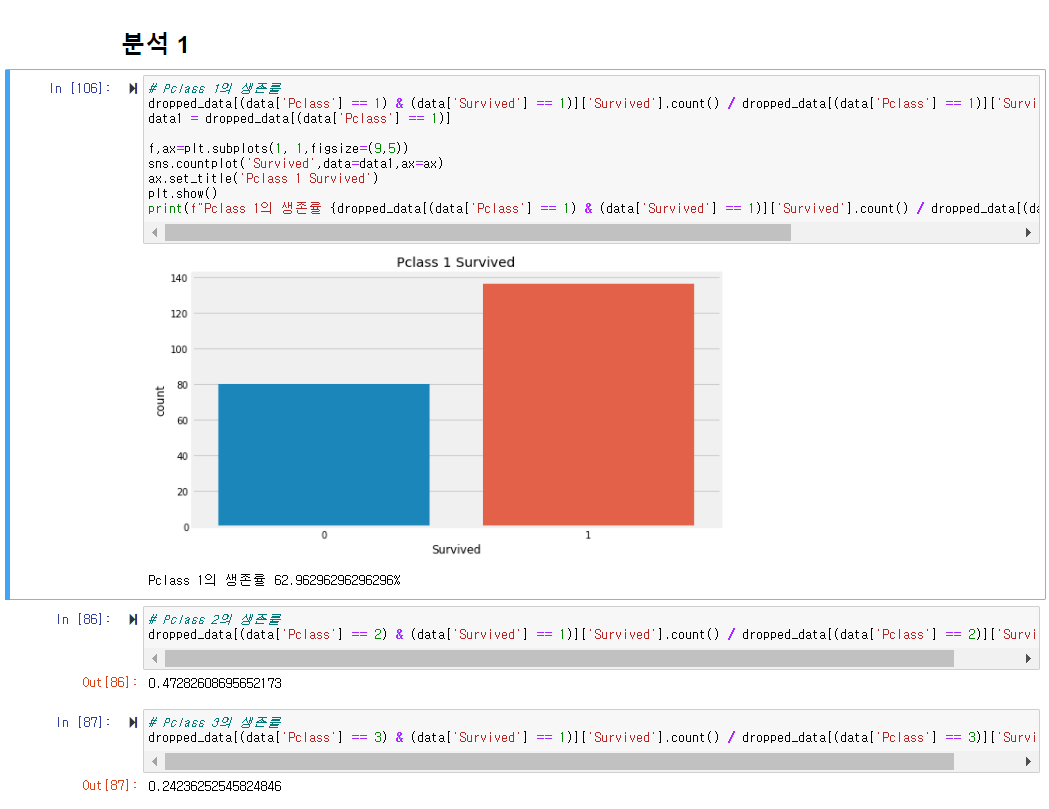 분석 1
In [106]:
# Pclass 1의 생존률
dropped_data[(data['Pclass'] == 1) & (data['Survived'] == 1)]['Survived'].count() / dropped_data[(data['Pclass'] == 1)]['Survi
data1 = dropped_data[(data['Pclass'] == 1)]
f,ax=plt.subplots(1, 1,figsize=(9,5))
sns.countplot('Survived',data=data1,ax=ax)
ax.set_title('Pclass 1 Survived')
plt.show()
print(f"Pclass 1의 생존률 {dropped_data[(data['Pclass'] == 1) & (data['Survived'] == 1)]['Survived'].count() / dropped_data[(da
Pclass 1 Survived
140
120
100
80
60
40
20
0
count
0 1
Survived
Pclass 1의 생존률 62.96296296296296%
In [86]:
# Pclass 2의 생존률
dropped_data[(data['Pclass'] == 2) & (data['Survived'] == 1)]['Survived'].count() / dropped_data[(data['Pclass'] == 2)]['Survi
Out[86]: 0.47282608695652173
In [87]:
# Pclass 3의 생존률
dropped_data[(data['Pclass'] == 3) & (data['Survived'] == 1)]['Survived'].count() / dropped_data[(data['Pclass'] == 3)]['Survi
Out[87]: 0.24236252545824846